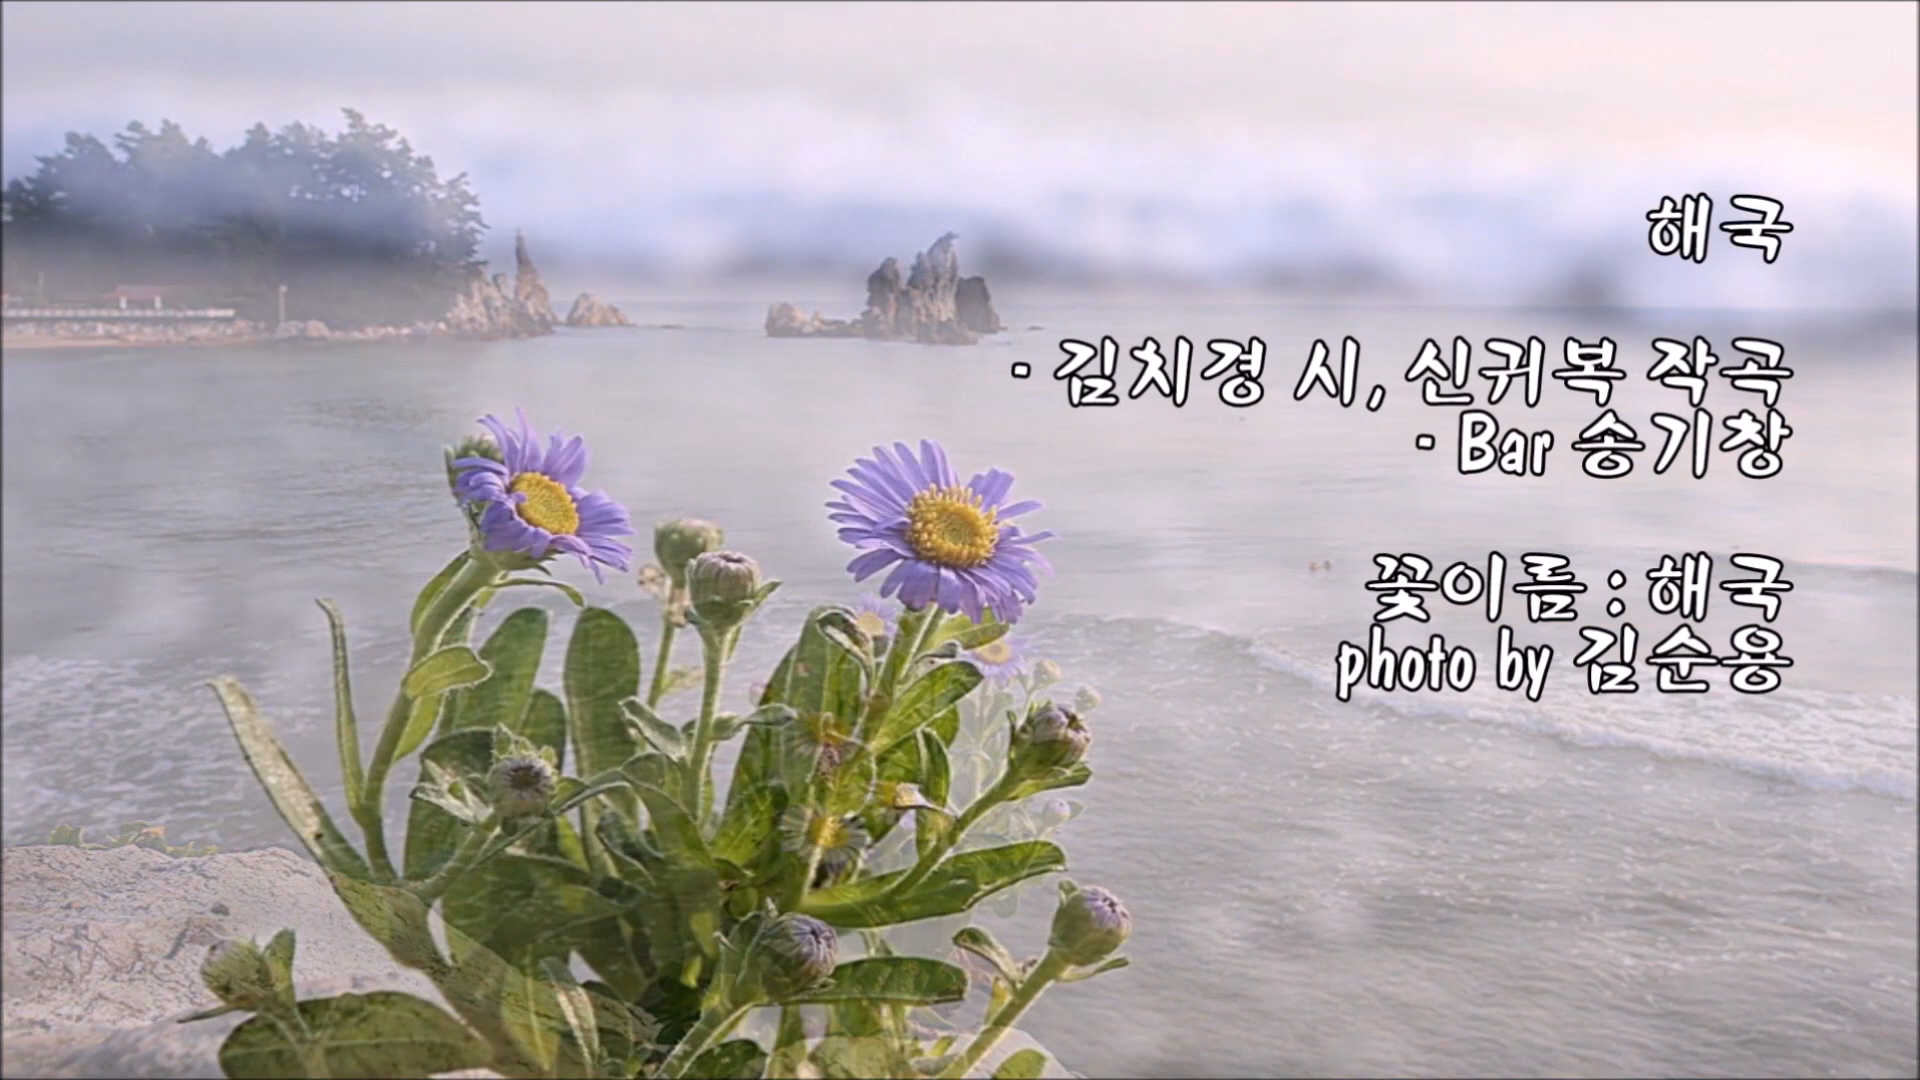 해국
· 김치경 시, 신귀복 작곡
· Bar 송기창
꽃이름 : 해국
photo by 김순용